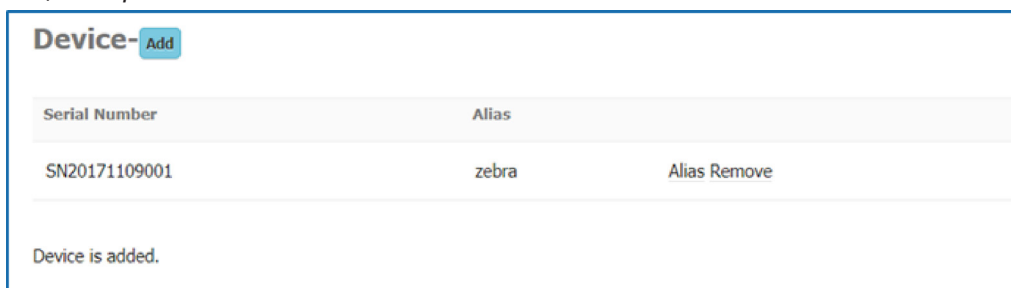 Device- Add
Serial Number Alias
SN20171109001 zebra Alias Remove
Device is added.